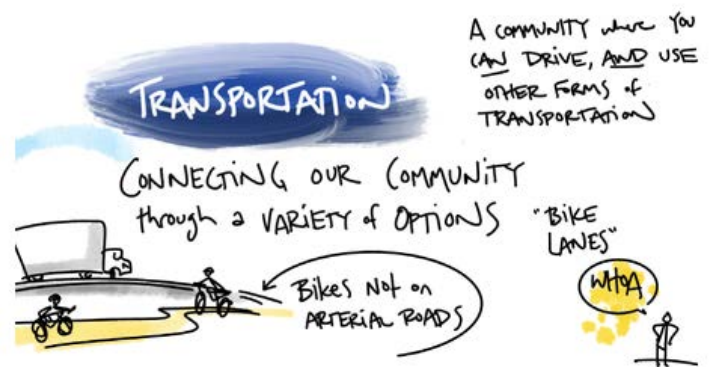 TRANSPORTATION
A COMMUNITY where YOU
CAN DRIVE, AND USE
OTHER FORMS of
TRANSPORTATION
CONNECTING OUR COMMUNITY
through a VARIETY of OPTIONS
"BIKE
LANES"
WHOA
Bikes Not on
ARTERIAL ROADS